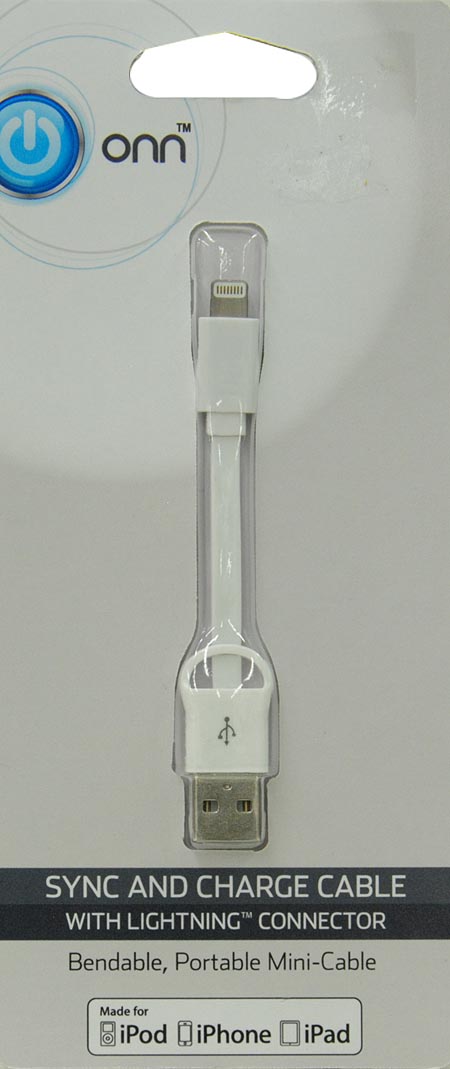 onn™
SYNC AND CHARGE CABLE
WITH LIGHTNING™ CONNECTOR
Bendable, Portable Mini-Cable
Made for
iPod iPhone iPad